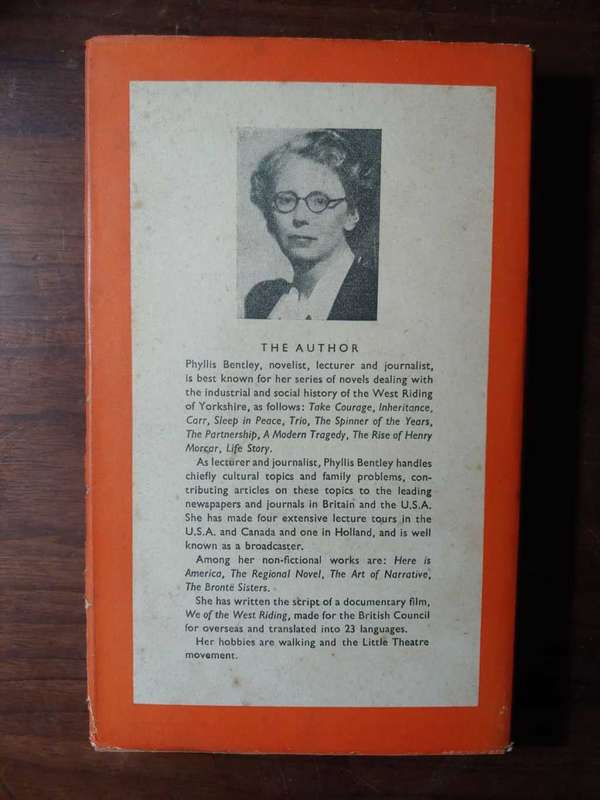 THE AUTHOR
Phyllis Bentley, novelist, lecturer and journalist,
is best known for her series of novels dealing with
the industrial and social history of the West Riding
of Yorkshire, as follows: Take Courage, Inheritance,
Carr, Sleep in Peace, Trio, The Spinner of the Years,
The Partnership, A Modern Tragedy, The Rise of Henry
Morcar, Life Story.
As lecturer and journalist, Phyllis Bentley handles
chiefly cultural topics and family problems, con-
tributing articles on these topics to the leading
newspapers and journals in Britain and the U.S.A.
She has made four extensive lecture tours in the
U.S.A. and Canada and one in Holland, and is well
known as a broadcaster.
Among her non-fictional works are: Here is
America, The Regional Novel, The Art of Narrative,
The Brontë Sisters.
She has written the script of a documentary film,
We of the West Riding, made for the British Council
for overseas and translated into 23 languages.
Her hobbies are walking and the Little Theatre
movement.